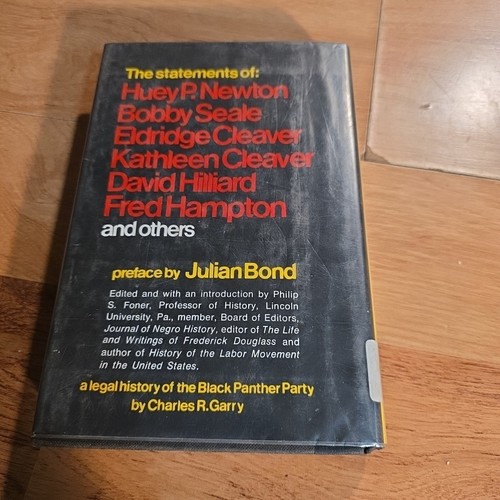 The statements of:
Huey P. Newton
Bobby Seale
Eldridge Cleaver
Kathleen Cleaver
David Hilliard
Fred Hampton
and others
preface by Julian Bond
Edited and with an introduction by Philip
S. Foner, Professor of History, Lincoln
University, Pa., member, Board of Editors,
Journal of Negro History, editor of The Life
and Writings of Frederick Douglass and
author of History of the Labor Movement
in the United States.
a legal history of the Black Panther Party
by Charles R. Garry